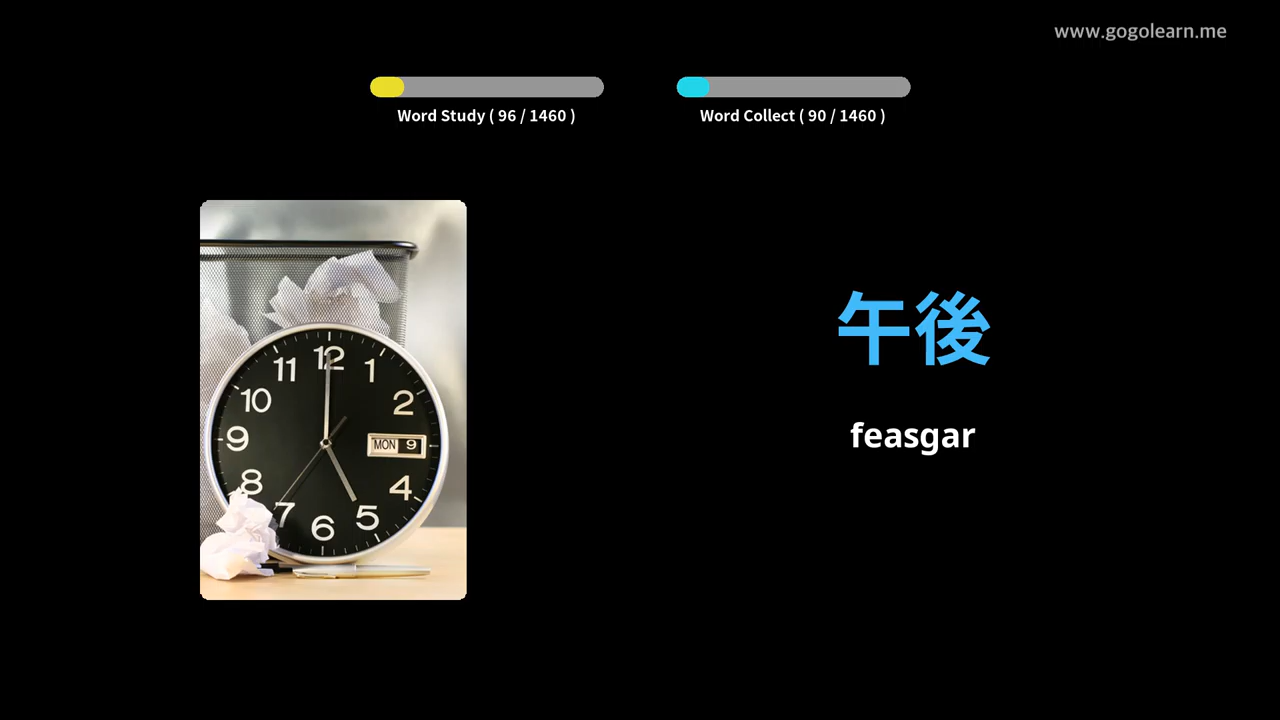 www.gogolearn.me
Word Study ( 96 / 1460 )
Word Collect ( 90 / 1460 )
12
11
1
10
2
9
MON 9
8
4
7
5
6
午後
feasgar